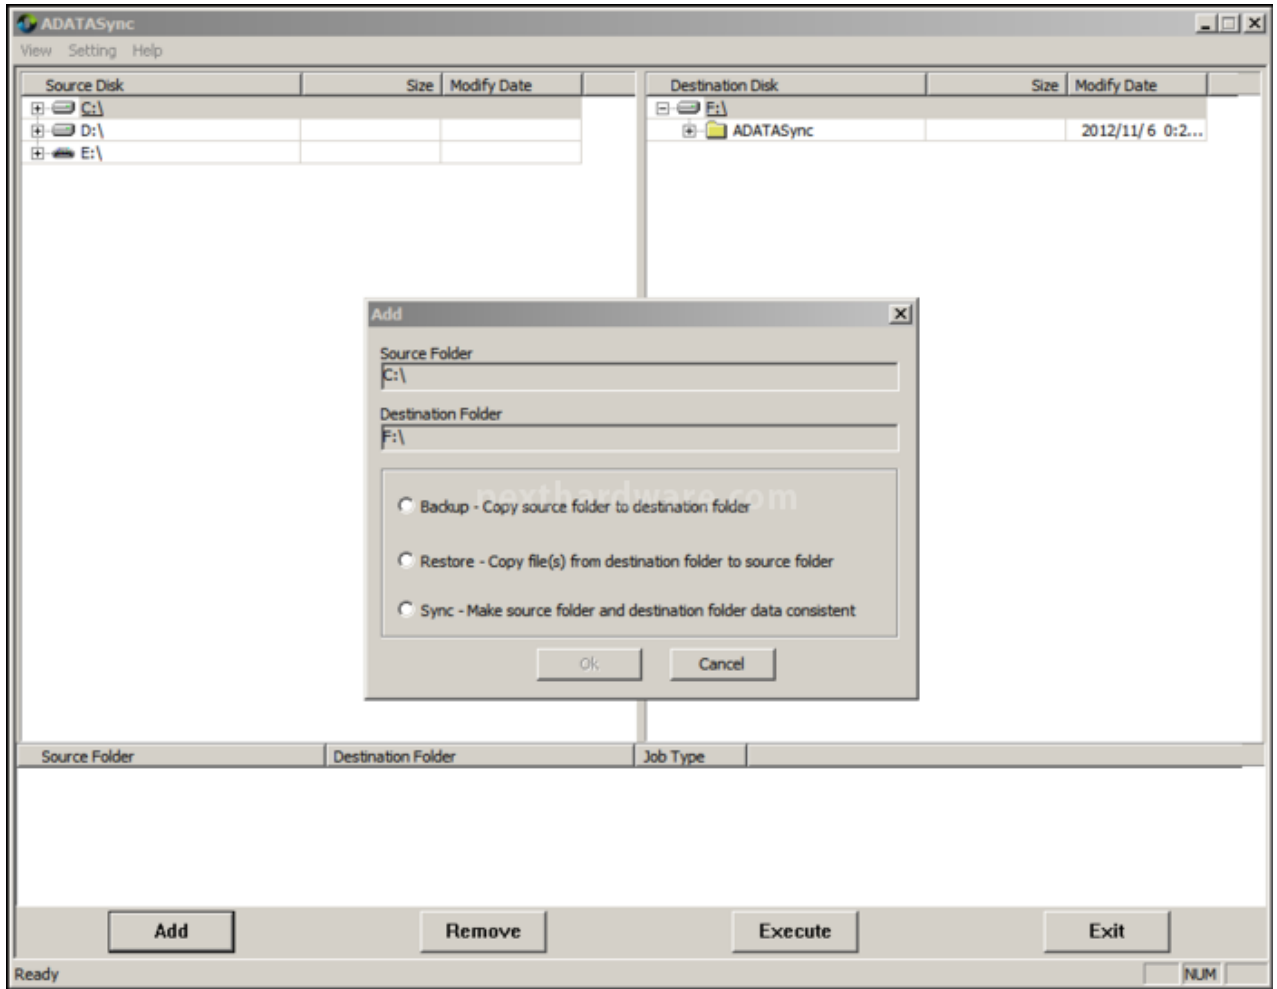 ADATASync
View Setting Help
Source Disk Size Modify Date Destination Disk Size Modify Date
C:\ F:\
D:\ ADATASync 2012/11/ 6 0:2...
E:\
Add
Source Folder
C:\
Destination Folder
F:\
nexthardware.com
Backup - Copy source folder to destination folder
Restore - Copy file(s) from destination folder to source folder
Sync - Make source folder and destination folder data consistent
Ok Cancel
Source Folder Destination Folder Job Type
Add Remove Execute Exit
Ready NUM